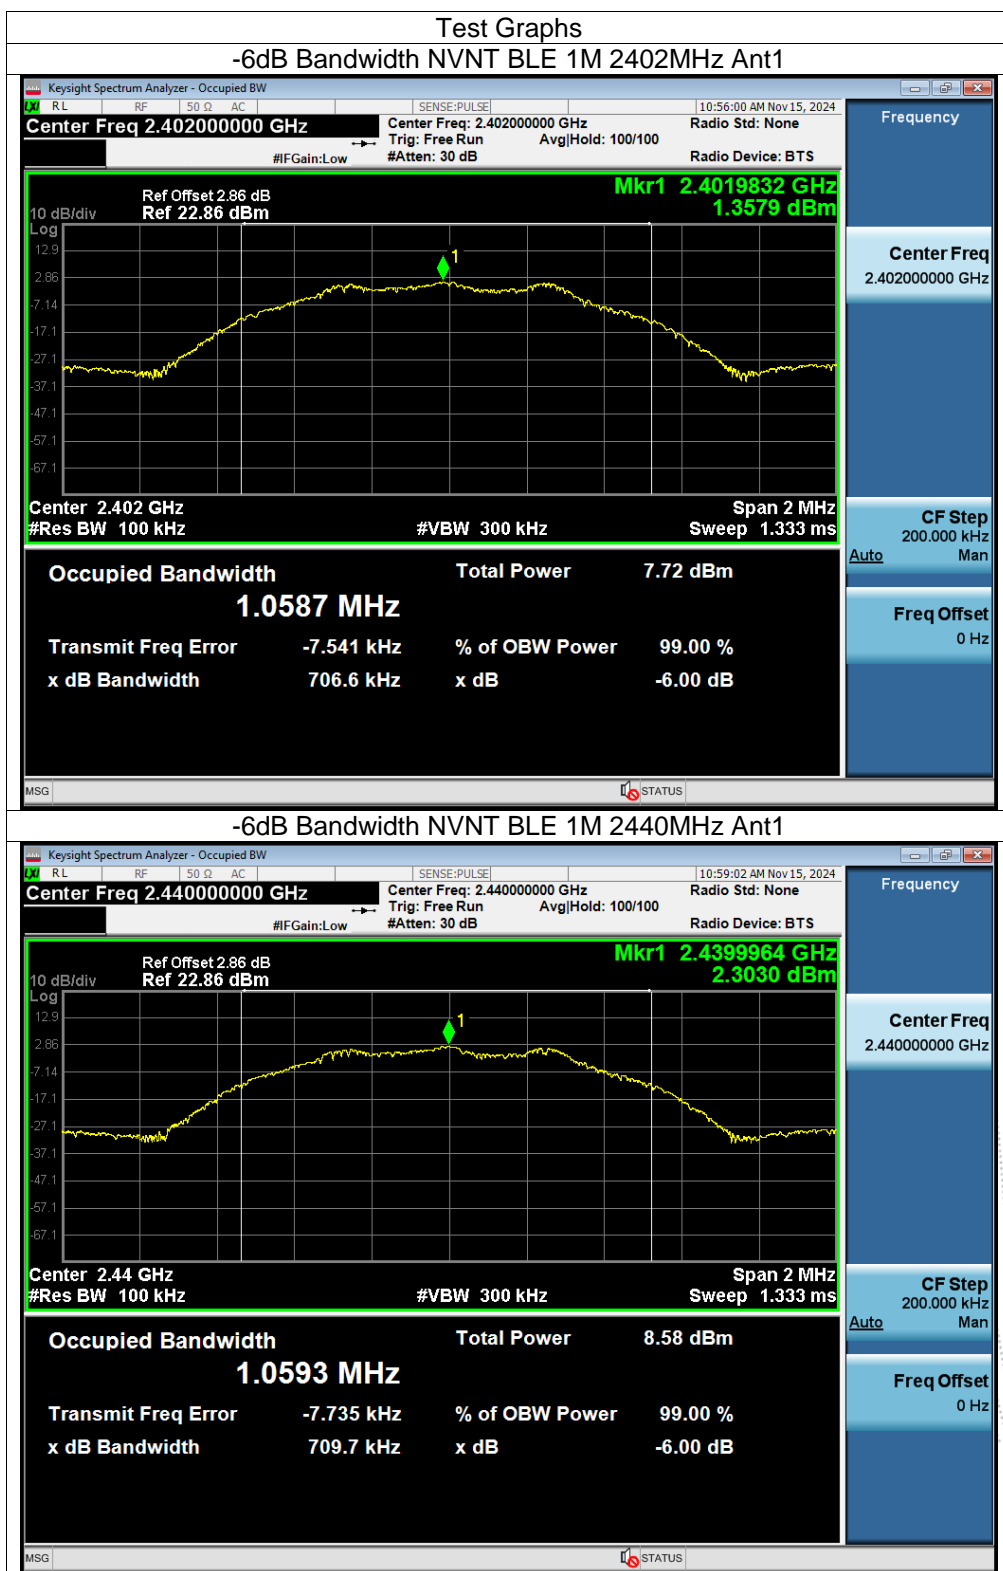 Test Graphs
-6dB Bandwidth NVNT BLE 1M 2402MHz Ant1
Keysight Spectrum Analyzer - Occupied BW
LXI RL RF 50 Ω AC SENSE:PULSE 10:56:00 AM Nov 15, 2024
Center Freq 2.402000000 GHz
Center Freq: 2.402000000 GHz
Radio Std: None
Trig: Free Run Avg|Hold: 100/100
#IFGain:Low #Atten: 30 dB Radio Device: BTS
Frequency
Mkr1 2.4019832 GHz
1.3579 dBm
Ref Offset 2.86 dB
10 dB/div Ref 22.86 dBm
Log
12.9
1
2.86
-7.14
-17.1
-27.1
-37.1
-47.1
-57.1
-67.1
Center 2.402 GHz Span 2 MHz
#Res BW 100 kHz #VBW 300 kHz Sweep 1.333 ms
Center Freq
2.402000000 GHz
CF Step
200.000 kHz
Auto Man
Freq Offset
0 Hz
Occupied Bandwidth Total Power 7.72 dBm
1.0587 MHz
Transmit Freq Error -7.541 kHz % of OBW Power 99.00 %
x dB Bandwidth 706.6 kHz x dB -6.00 dB
MSG STATUS
-6dB Bandwidth NVNT BLE 1M 2440MHz Ant1
Keysight Spectrum Analyzer - Occupied BW
LXI RL RF 50 Ω AC SENSE:PULSE 10:59:02 AM Nov 15, 2024
Center Freq 2.440000000 GHz
Center Freq: 2.440000000 GHz
Radio Std: None
Trig: Free Run Avg|Hold: 100/100
#IFGain:Low #Atten: 30 dB Radio Device: BTS
Frequency
Mkr1 2.4399964 GHz
2.3030 dBm
Ref Offset 2.86 dB
10 dB/div Ref 22.86 dBm
Log
12.9
1
2.86
-7.14
-17.1
-27.1
-37.1
-47.1
-57.1
-67.1
Center 2.44 GHz Span 2 MHz
#Res BW 100 kHz #VBW 300 kHz Sweep 1.333 ms
Center Freq
2.440000000 GHz
CF Step
200.000 kHz
Auto Man
Freq Offset
0 Hz
Occupied Bandwidth Total Power 8.58 dBm
1.0593 MHz
Transmit Freq Error -7.735 kHz % of OBW Power 99.00 %
x dB Bandwidth 709.7 kHz x dB -6.00 dB
MSG STATUS